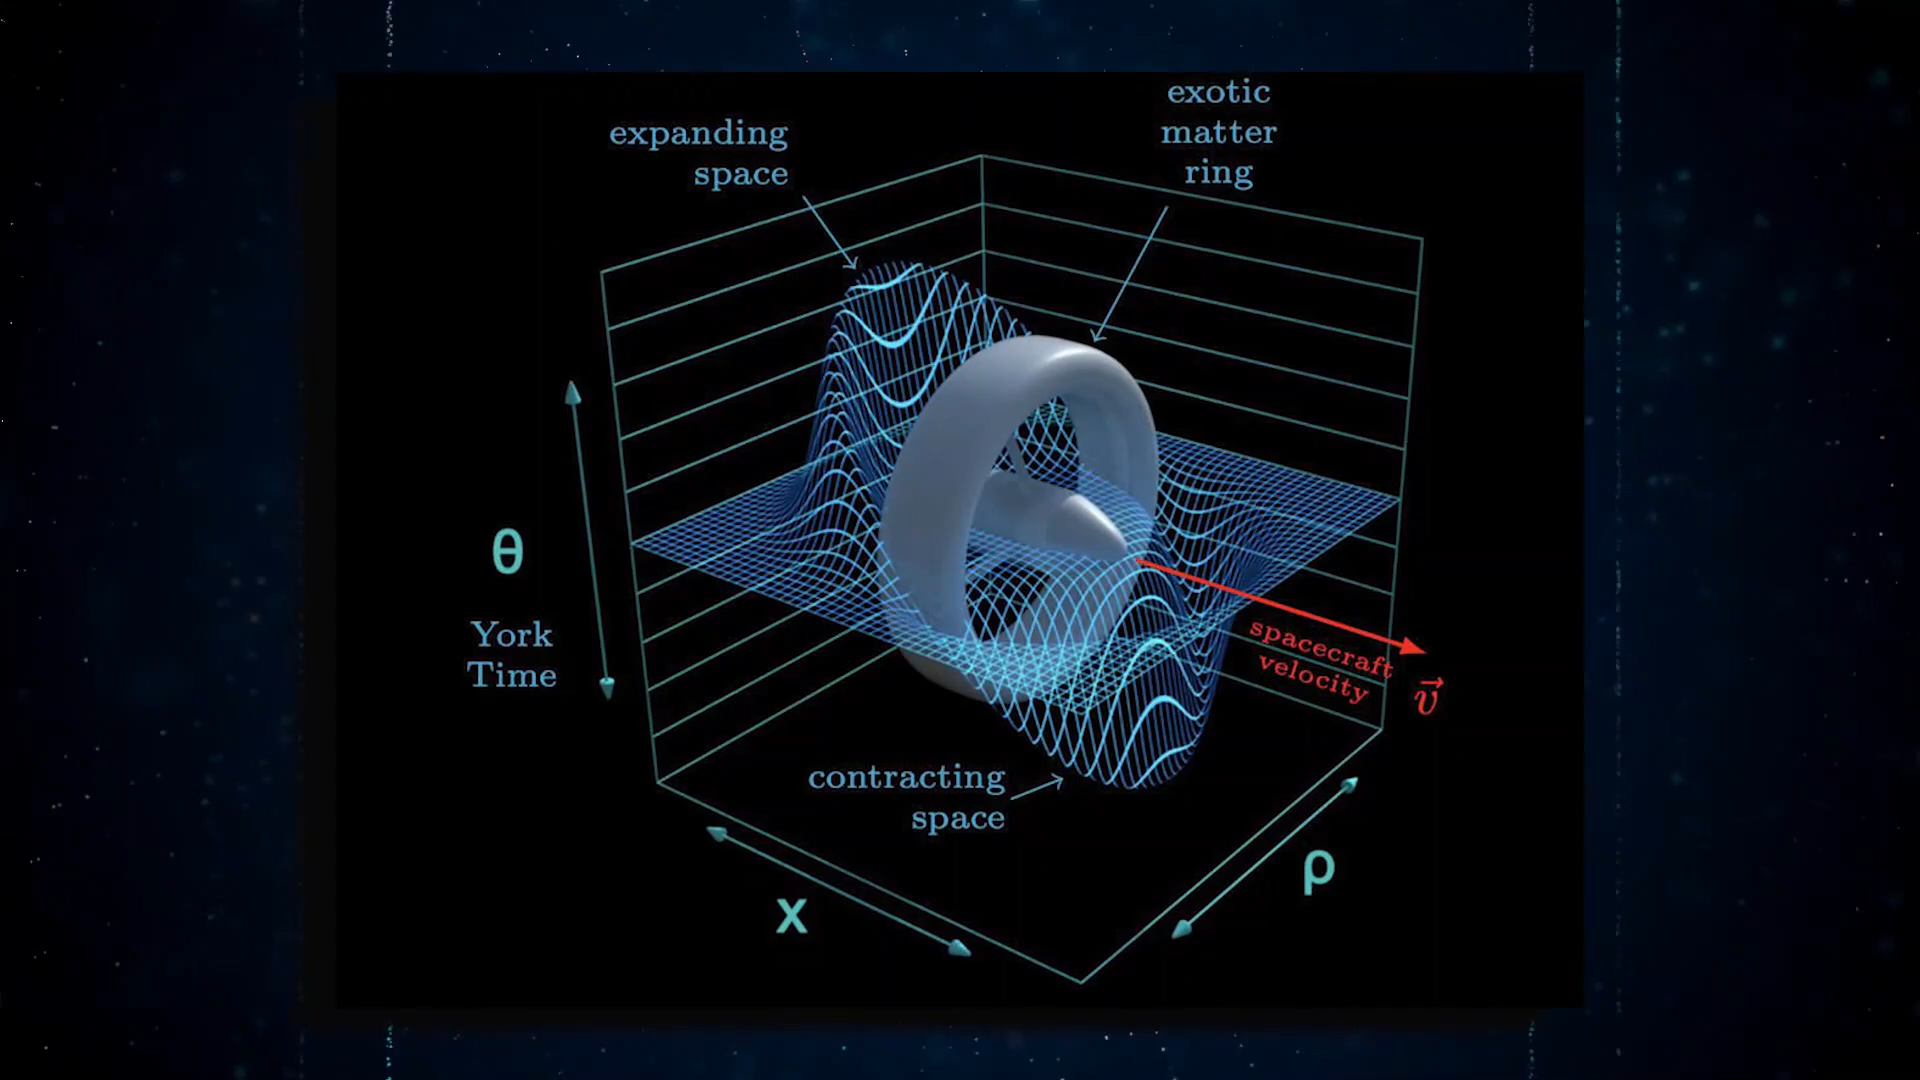 expanding
space
exotic
matter
ring
θ
York
Time
spacecraft
velocity
v⃗
contracting
space
x
ρ